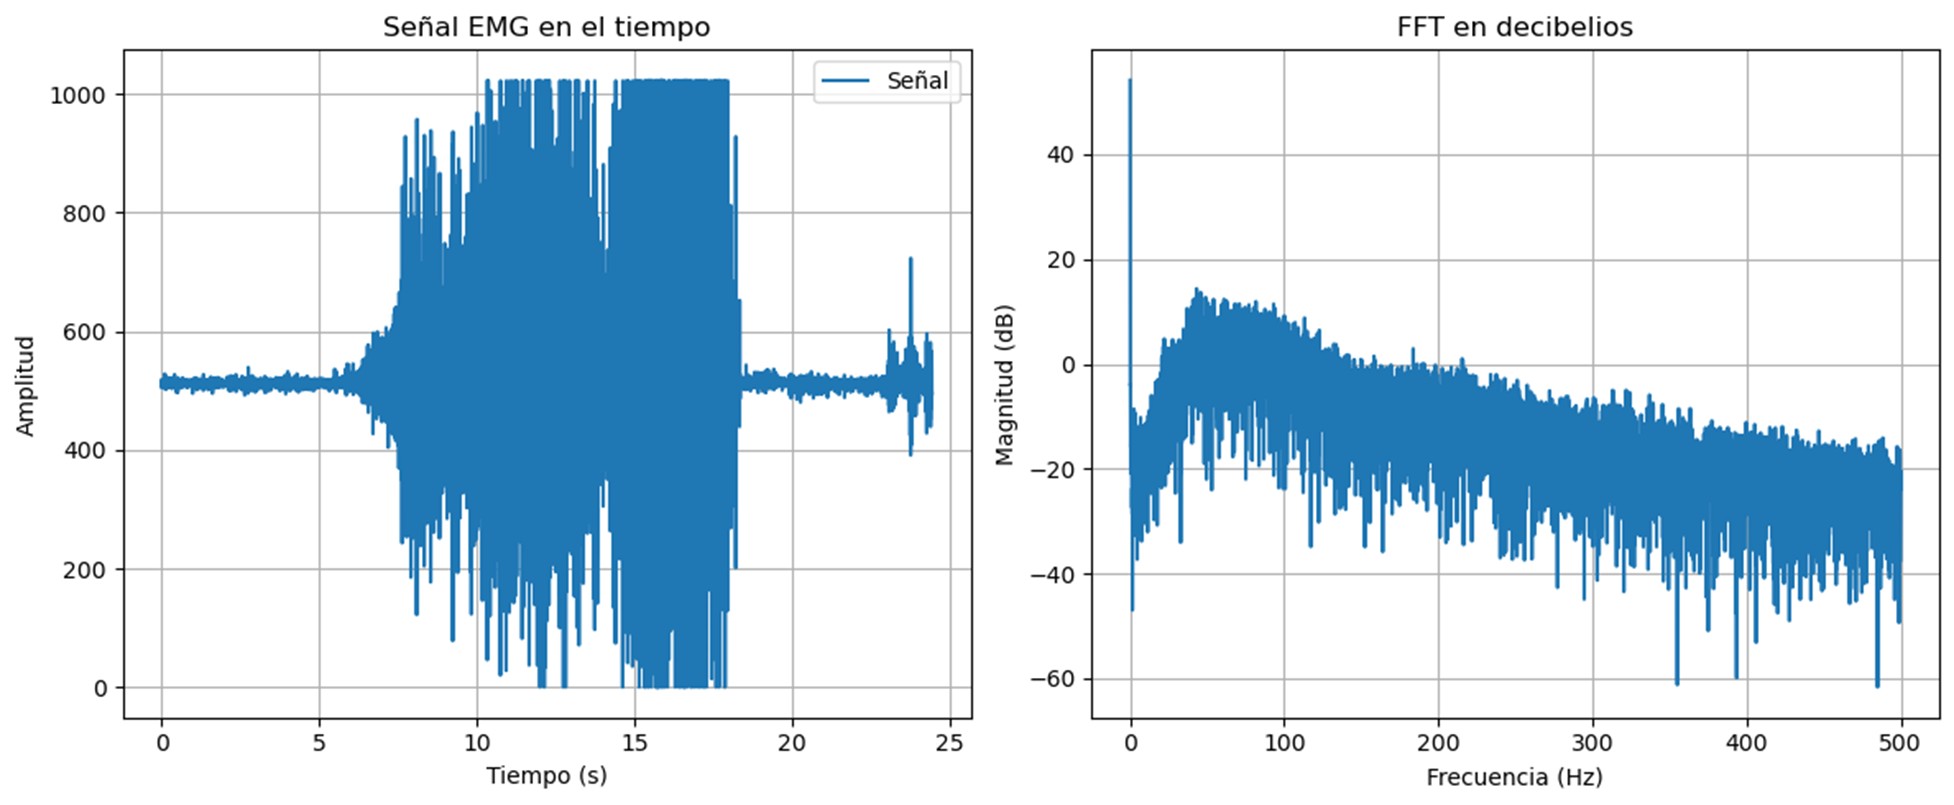 Señal EMG en el tiempo
Señal
1000
800
600
400
200
0
Amplitud
0 5 10 15 20 25
Tiempo (s)
FFT en decibelios
40
20
0
−20
−40
−60
Magnitud (dB)
0 100 200 300 400 500
Frecuencia (Hz)